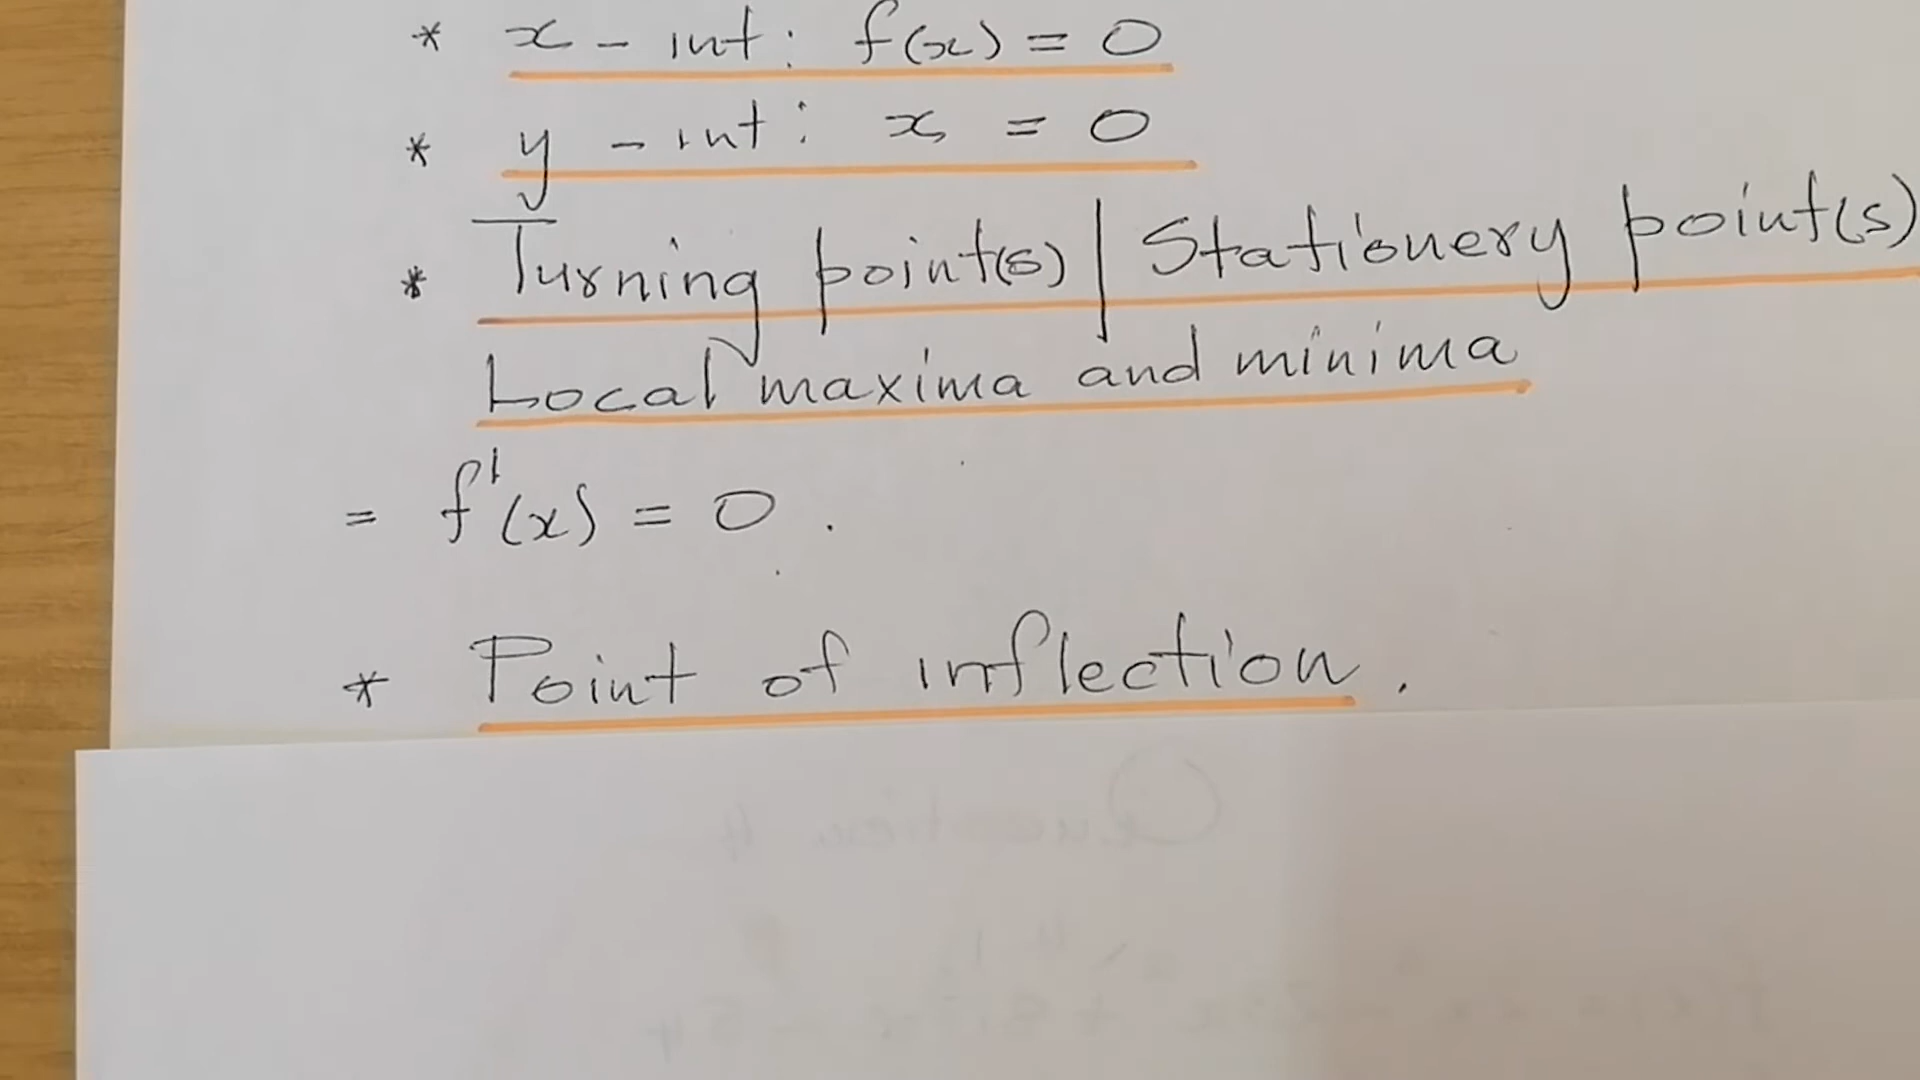 * x - int: f(x) = 0
* y - int: x = 0
* Turning point(s) | Stationery point(s)
Local maxima and minima
= f'(x) = 0.
* Point of inflection.